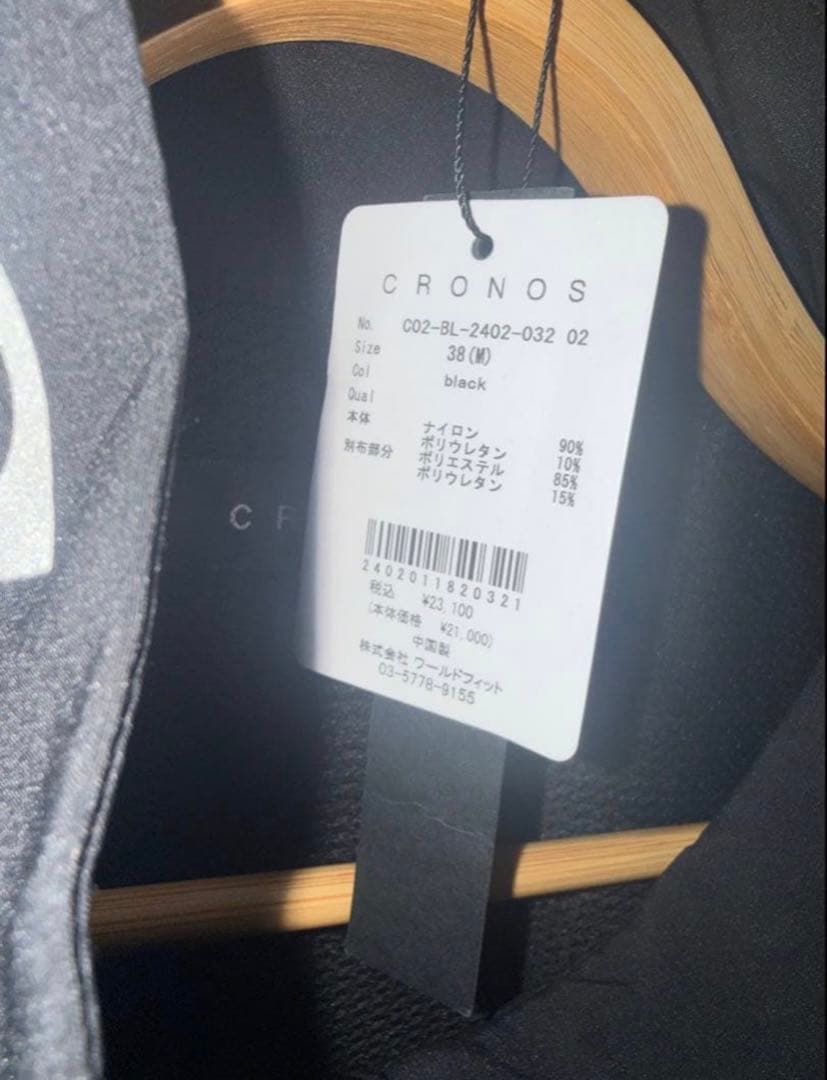 CRONOS
No. C02-BL-2402-032 02
Size 38(M)
Col black
Qual
本体 ナイロン 90%
ポリウレタン 10%
別布部分 ポリエステル 85%
ポリウレタン 15%
2402011820321
税込 ¥23,100
(本体価格 ¥21,000)
中国製
株式会社 ワールドフィット
03-5778-9155
CR